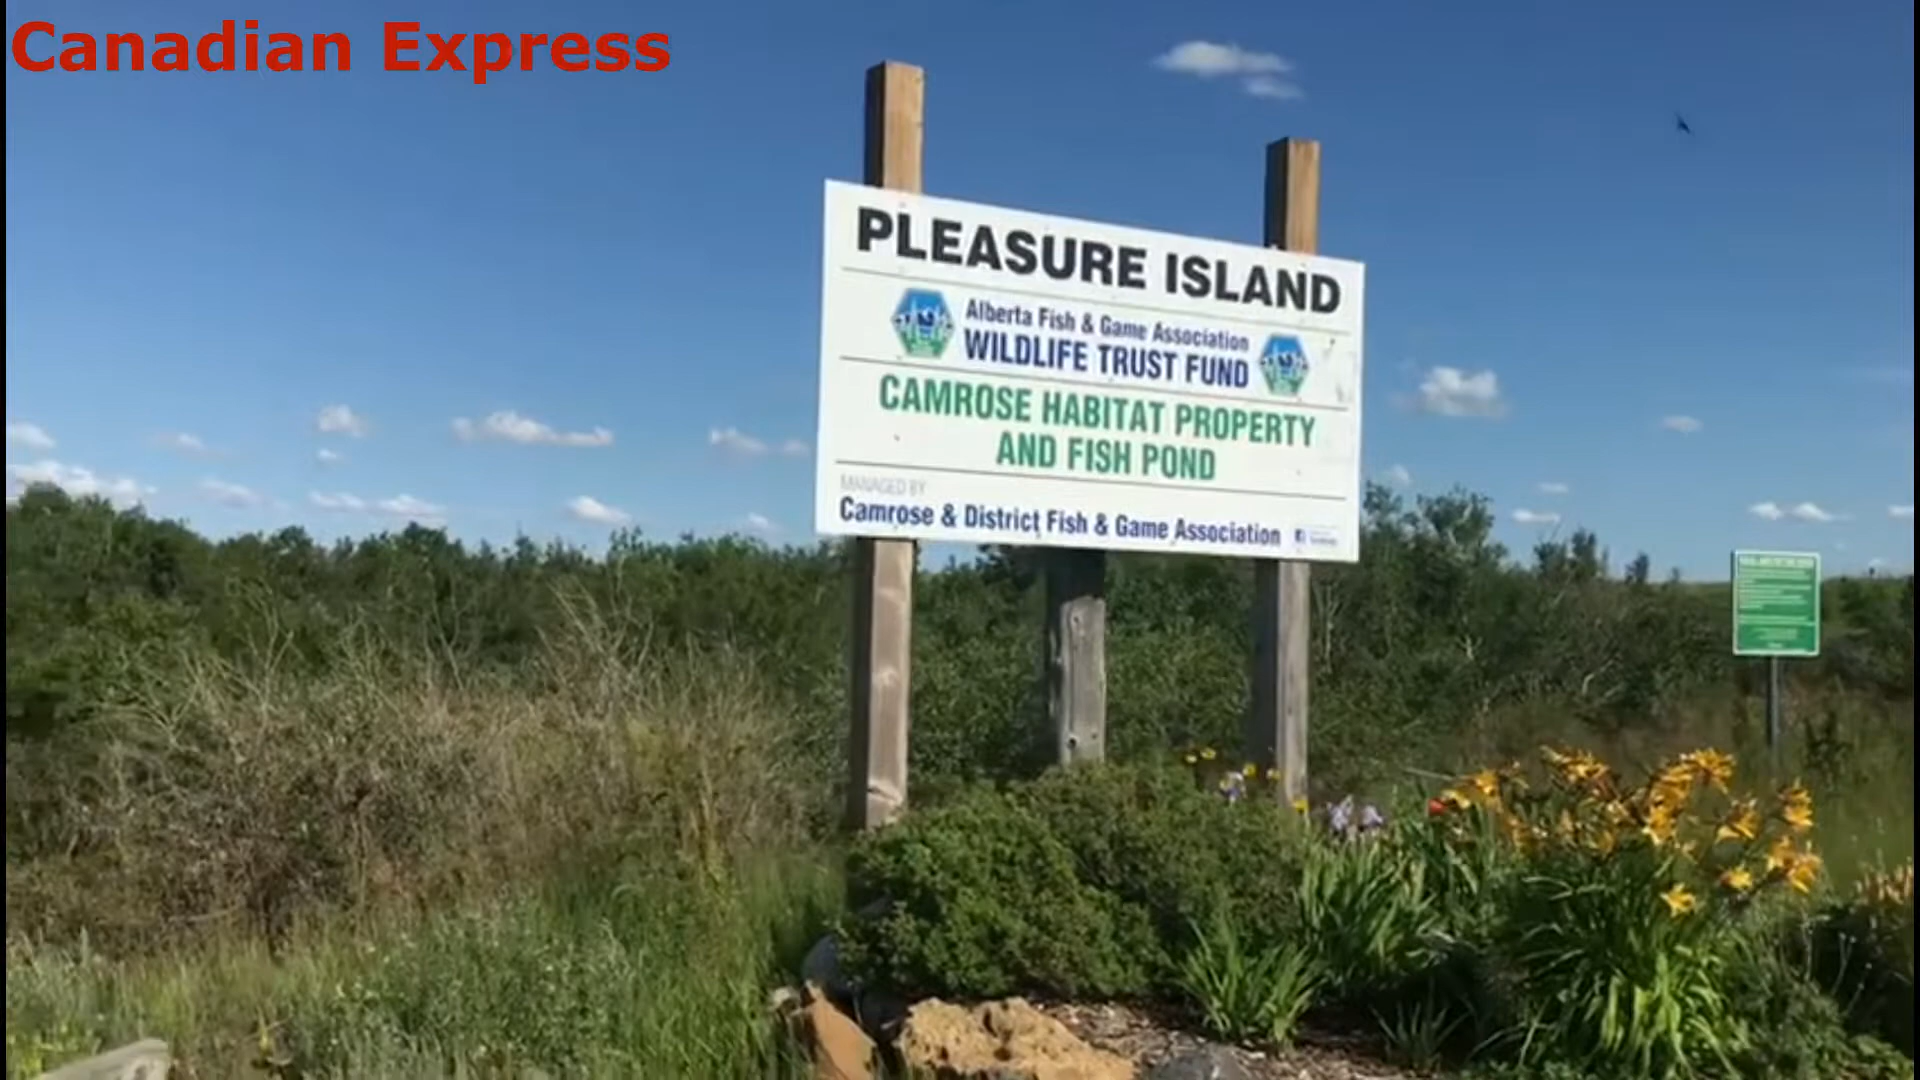 Canadian Express
PLEASURE ISLAND
Alberta Fish & Game Association
WILDLIFE TRUST FUND
CAMROSE HABITAT PROPERTY
AND FISH POND
MANAGED BY
Camrose & District Fish & Game Association